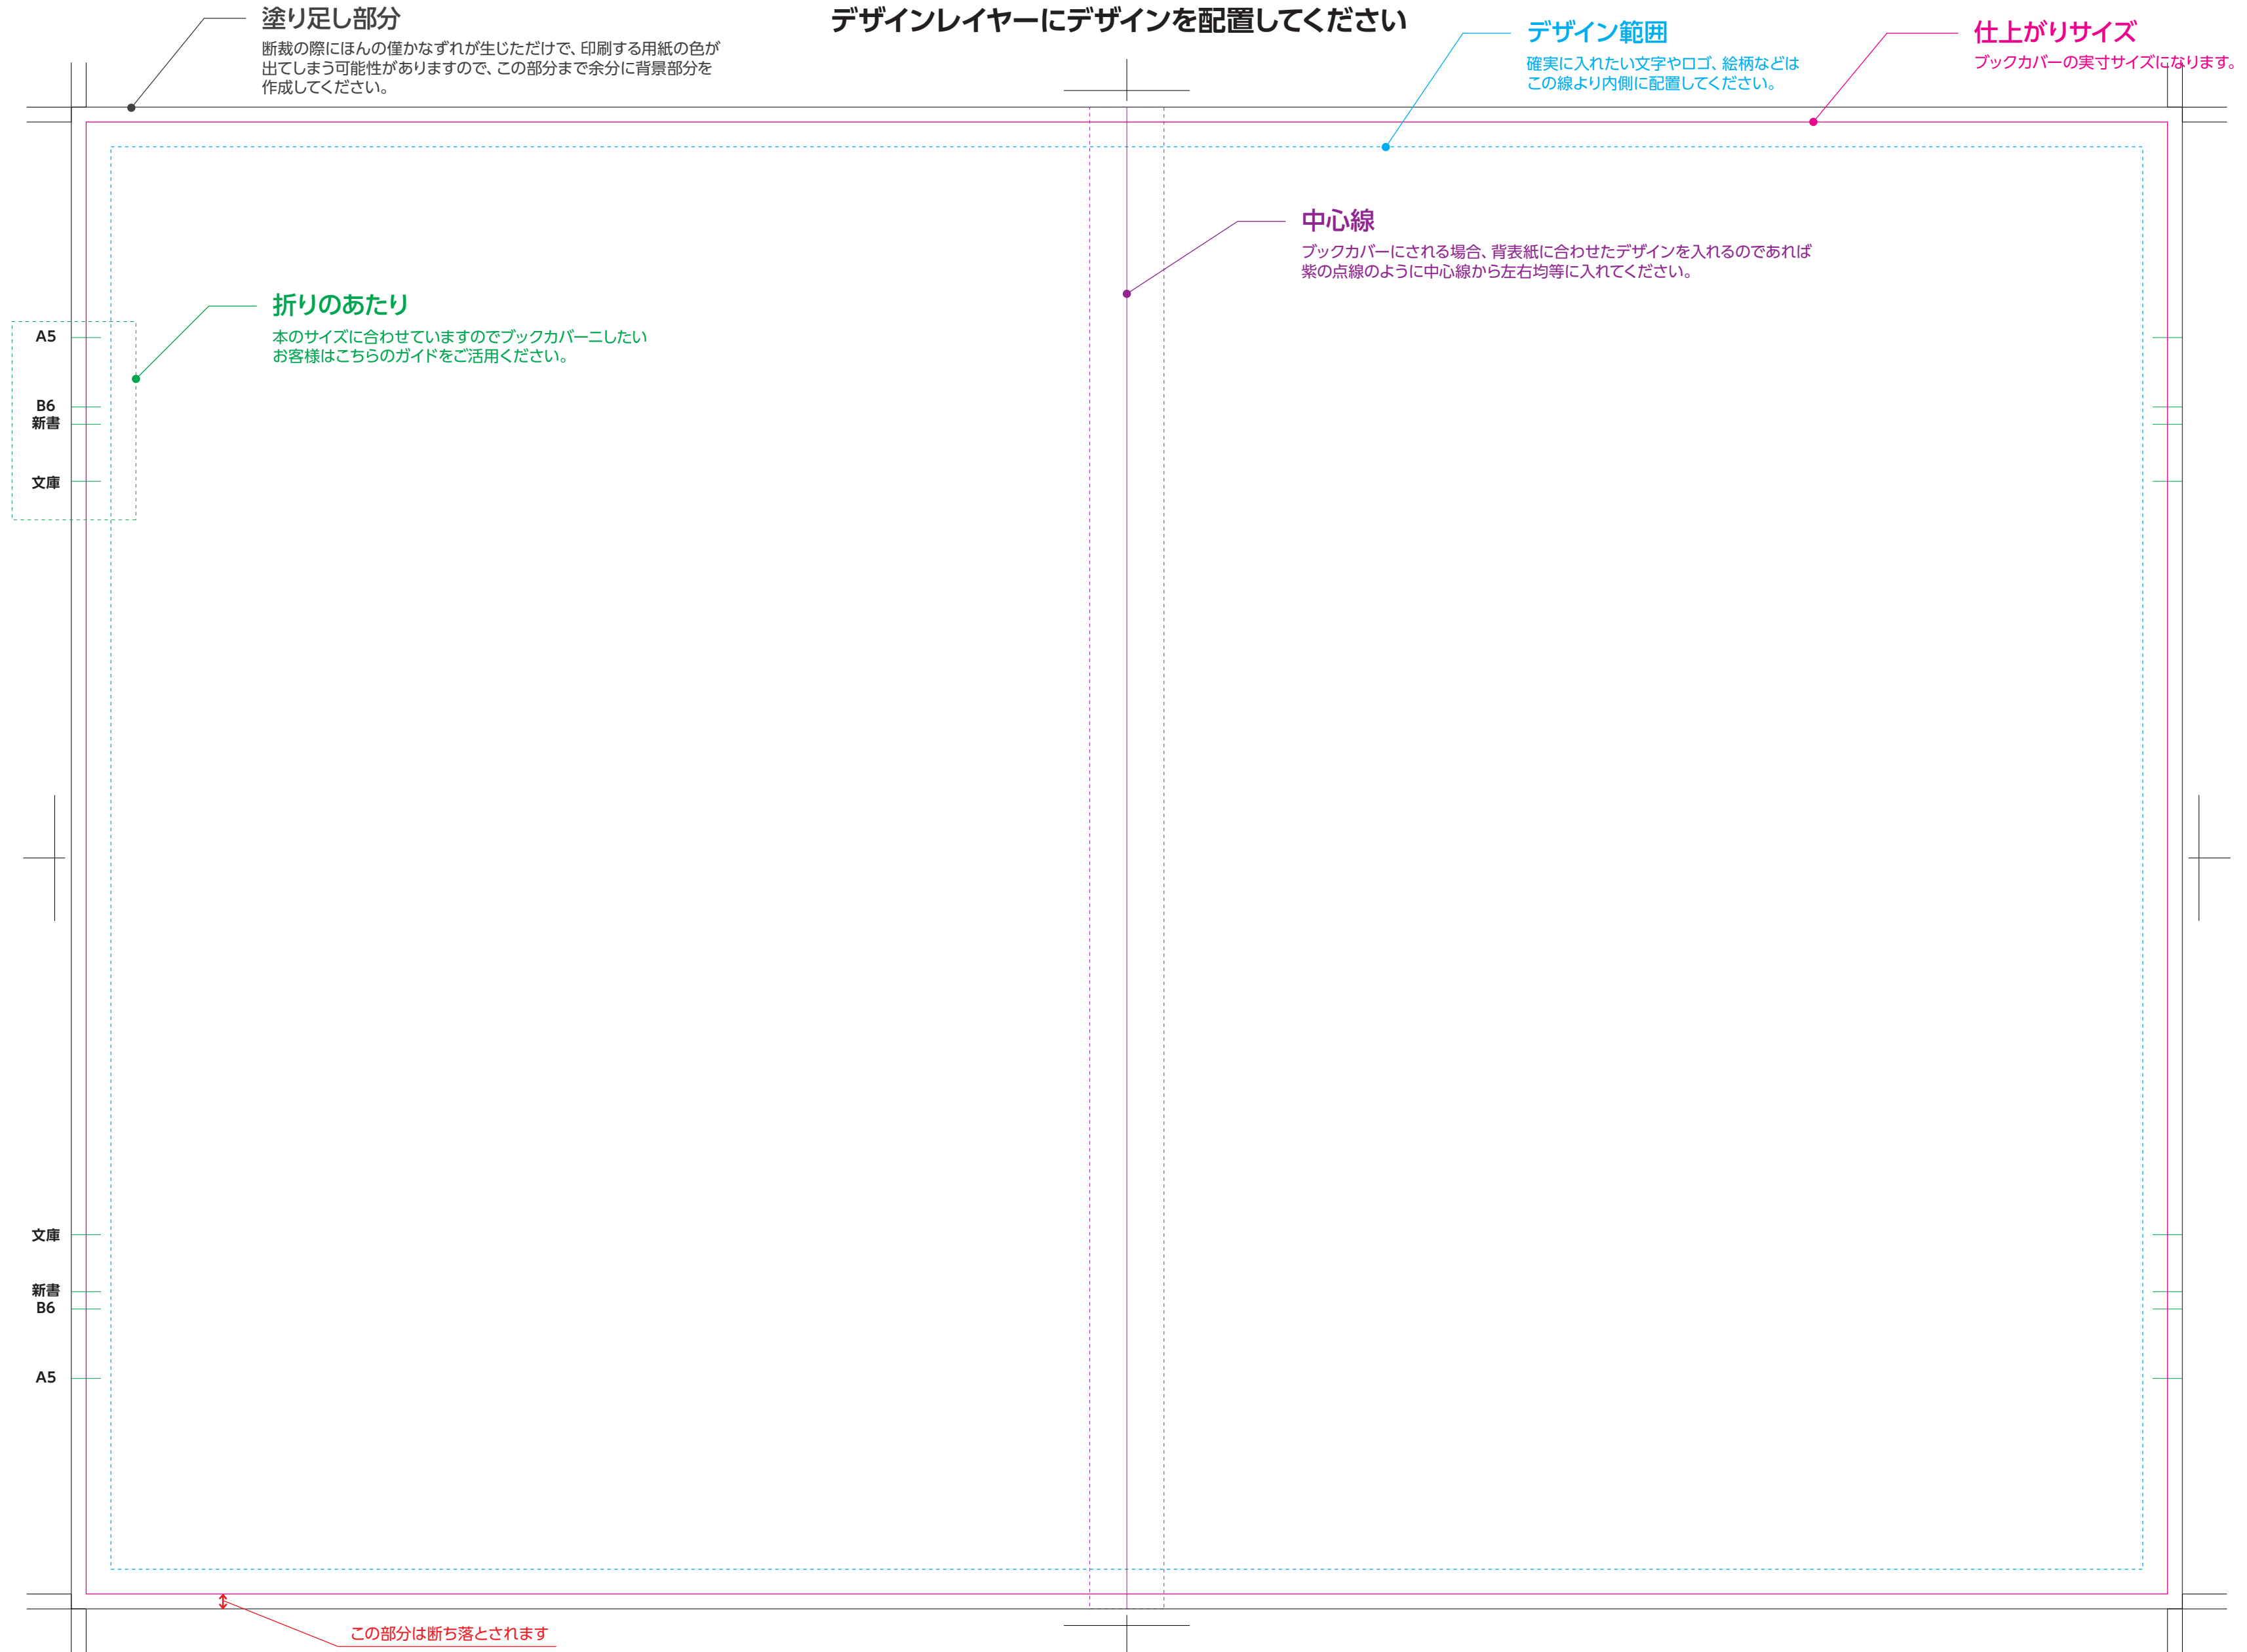 デザインレイヤーにデザインを配置してください
塗り足し部分
断裁の際にほんの僅かなずれが生じただけで、印刷する用紙の色が
出てしまう可能性がありますので、この部分まで余分に背景部分を
作成してください。
デザイン範囲
確実に入れたい文字やロゴ、絵柄などは
この線より内側に配置してください。
仕上がりサイズ
ブックカバーの実寸サイズになります。
中心線
ブックカバーにされる場合、背表紙に合わせたデザインを入れるのであれば
紫の点線のように中心線から左右均等に入れてください。
折りのあたり
本のサイズに合わせていますのでブックカバーニしたい
お客様はこちらのガイドをご活用ください。
A5
B6
新書
文庫
文庫
新書
B6
A5
この部分は断ち落とされます